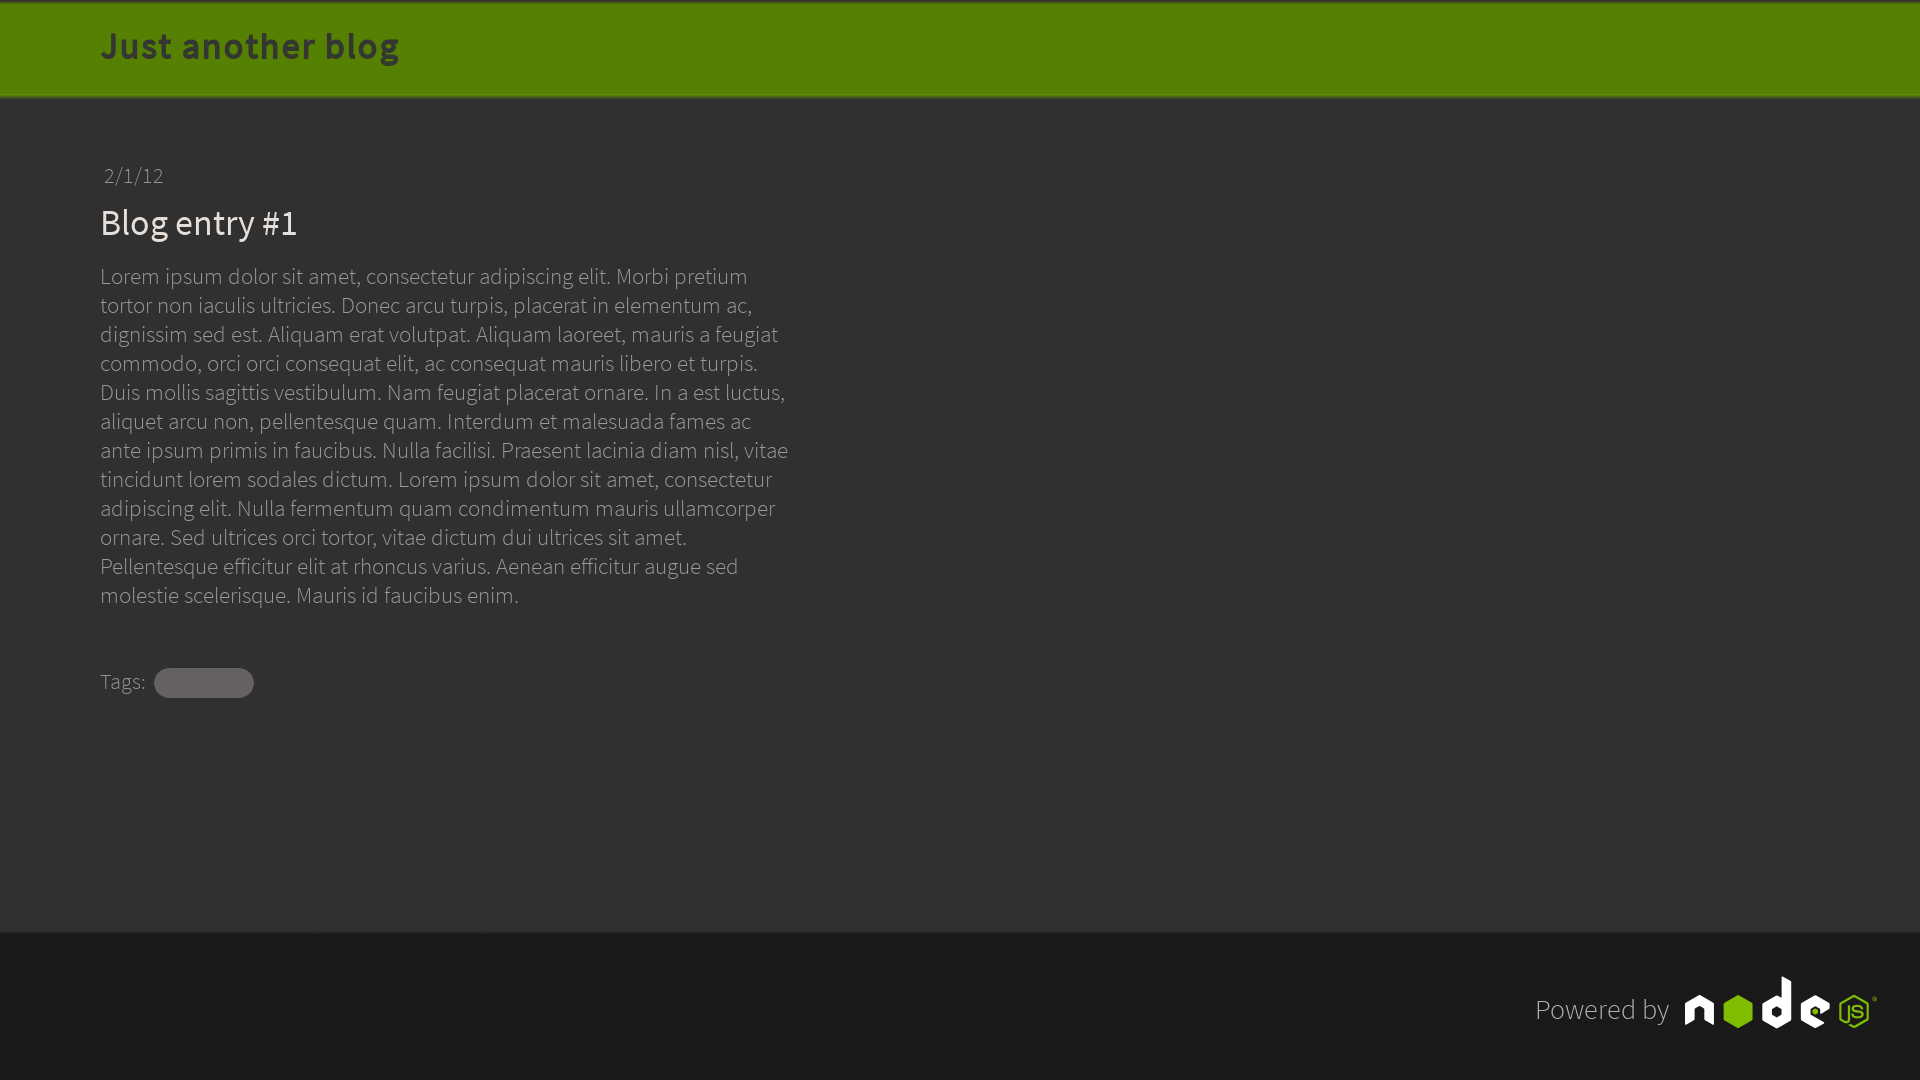 Just another blog
2/1/12
Blog entry #1
Lorem ipsum dolor sit amet, consectetur adipiscing elit. Morbi pretium
tortor non iaculis ultricies. Donec arcu turpis, placerat in elementum ac,
dignissim sed est. Aliquam erat volutpat. Aliquam laoreet, mauris a feugiat
commodo, orci orci consequat elit, ac consequat mauris libero et turpis.
Duis mollis sagittis vestibulum. Nam feugiat placerat ornare. In a est luctus,
aliquet arcu non, pellentesque quam. Interdum et malesuada fames ac
ante ipsum primis in faucibus. Nulla facilisi. Praesent lacinia diam nisl, vitae
tincidunt lorem sodales dictum. Lorem ipsum dolor sit amet, consectetur
adipiscing elit. Nulla fermentum quam condimentum mauris ullamcorper
ornare. Sed ultrices orci tortor, vitae dictum dui ultrices sit amet.
Pellentesque efficitur elit at rhoncus varius. Aenean efficitur augue sed
molestie scelerisque. Mauris id faucibus enim.
Tags:
Powered by node JS®